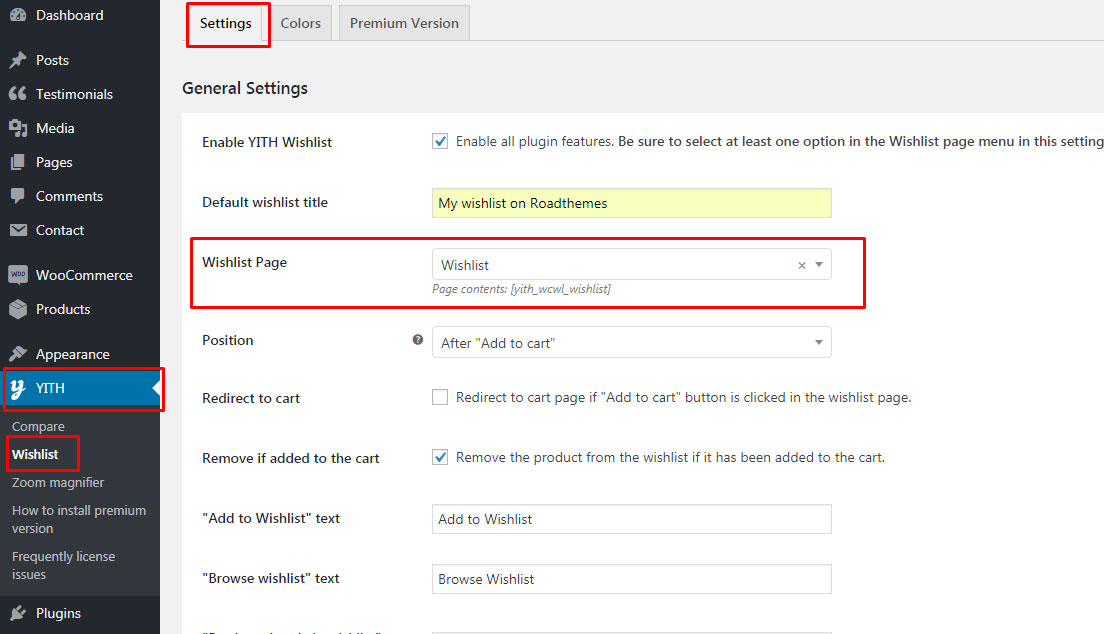 Dashboard
Posts
Testimonials
Media
Pages
Comments
Contact
WOO WooCommerce
Products
Appearance
YITH
Compare
Wishlist
Zoom magnifier
How to install premium
version
Frequently license
issues
Plugins
Settings Colors Premium Version
General Settings
Enable YITH Wishlist Enable all plugin features. Be sure to select at least one option in the Wishlist page menu in this setting
Default wishlist title My wishlist on Roadthemes
Wishlist Page Wishlist ×
Page contents: [yith_wcwl_wishlist]
Position ? After "Add to cart"
Redirect to cart Redirect to cart page if "Add to cart" button is clicked in the wishlist page.
Remove if added to the cart Remove the product from the wishlist if it has been added to the cart.
"Add to Wishlist" text Add to Wishlist
"Browse wishlist" text Browse Wishlist